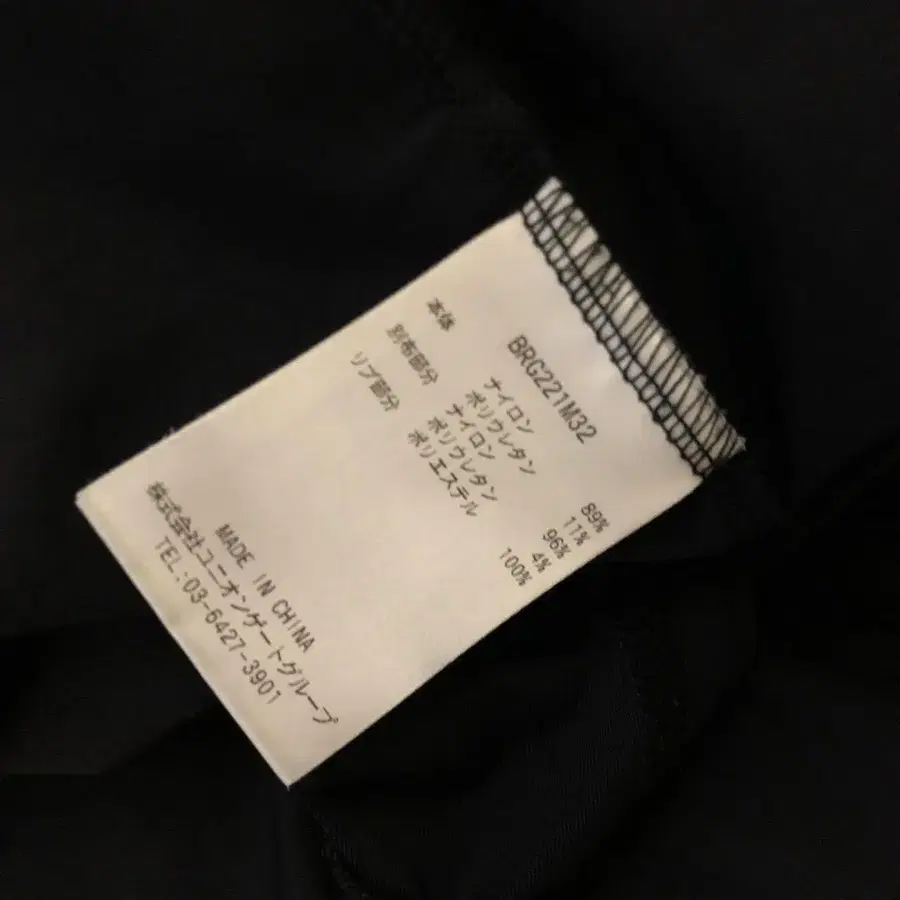 BRG221M32
本体 ナイロン 89%
ポリウレタン 11%
別布部分 ナイロン 96%
ポリウレタン 4%
リブ部分 ポリエステル 100%
MADE IN CHINA
株式会社ユニオンゲートグループ
TEL:03-6427-3901